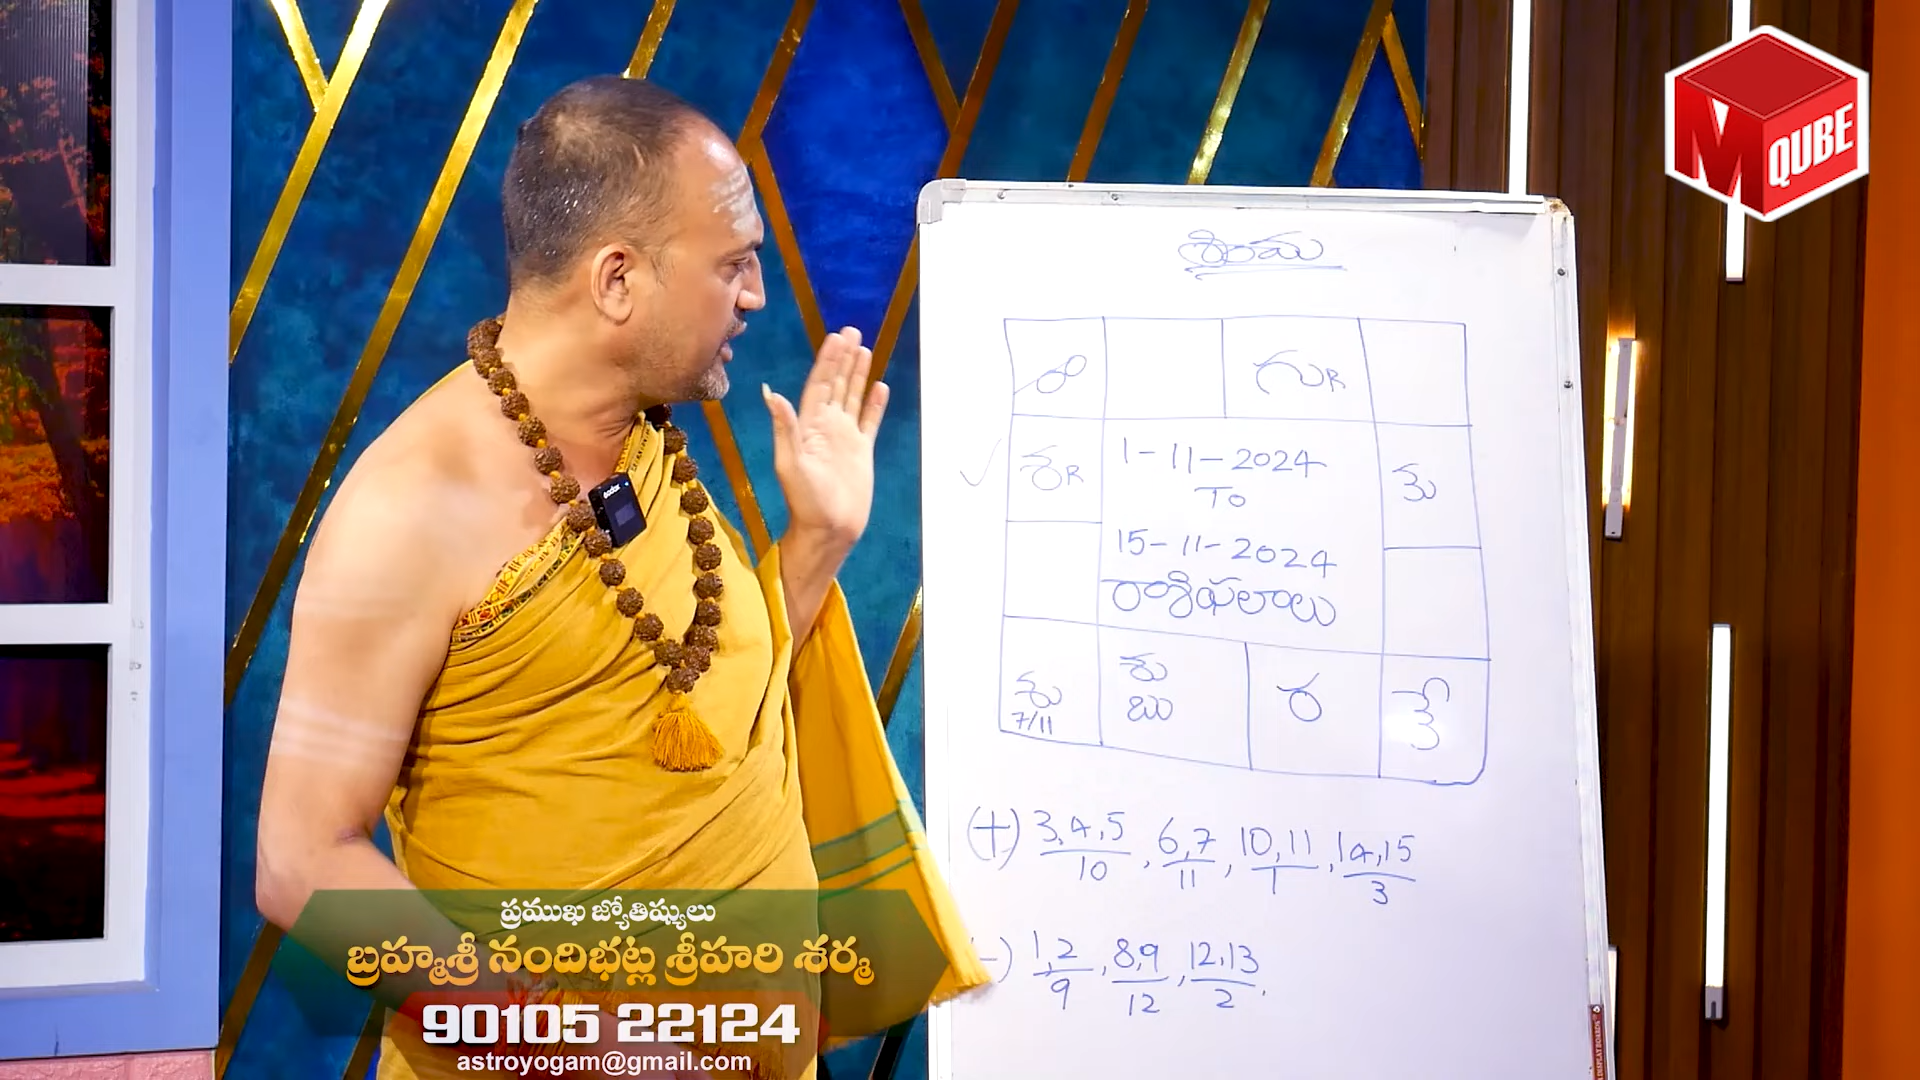 M QUBE
శ్రీరామ
రా గుR
శR 1-11-2024 కు
TO
15-11-2024
రాశిఫలాలు
శు శు ర కే
7/11 బు
(+) 3,4,5/10, 6,7/11, 10,11/1, 14,15/3
-) 1,2/9, 8,9/12, 12,13/2.
Godox
ప్రముఖ జ్యోతిష్యులు
బ్రహ్మశ్రీ నందిభట్ల శ్రీహరి శర్మ
90105 22124
astroyogam@gmail.com